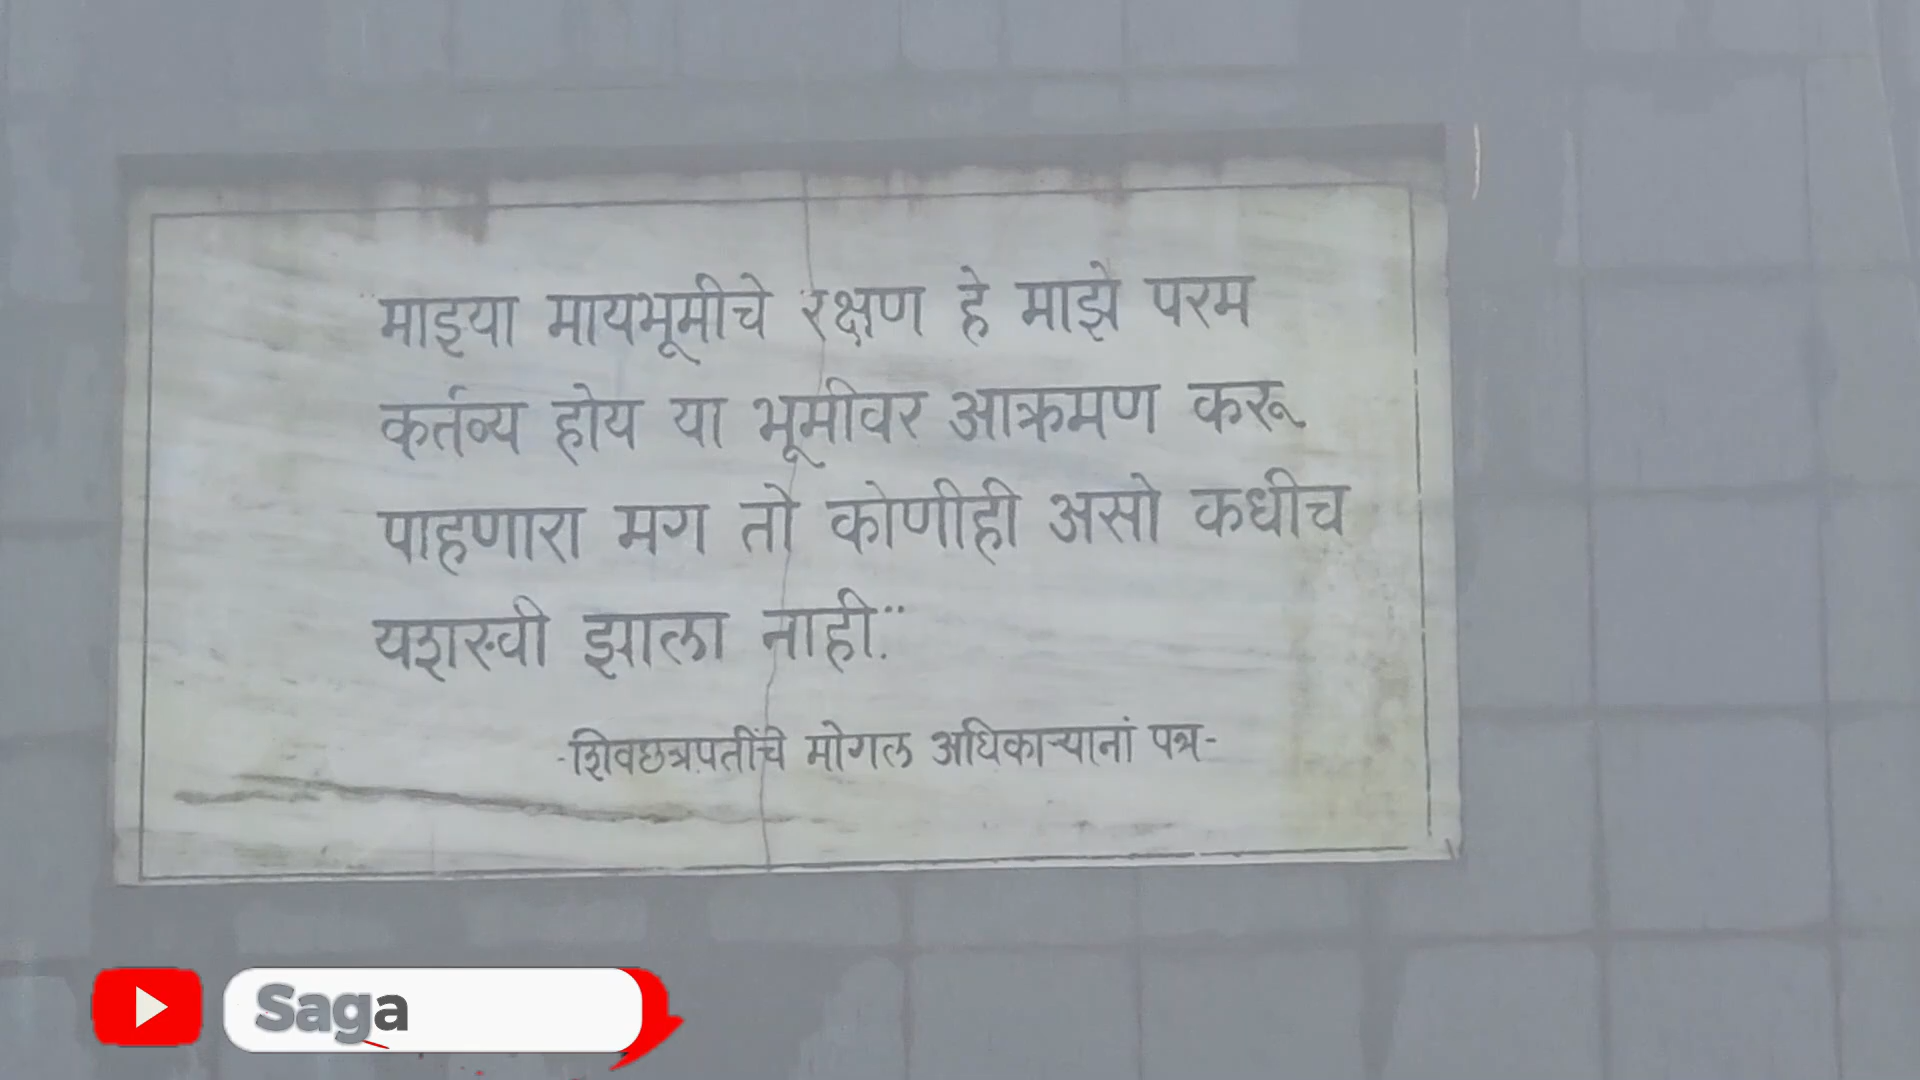 ¨माझ्या मायभूमीचे रक्षण हे माझे परम
कर्तव्य होय या भूमीवर आक्रमण करू
पाहणारा मग तो कोणीही असो कधीच
यशस्वी झाला नाही.¨
-शिवछत्रपतींचे मोगल अधिकाऱ्यानां पत्र-
Saga